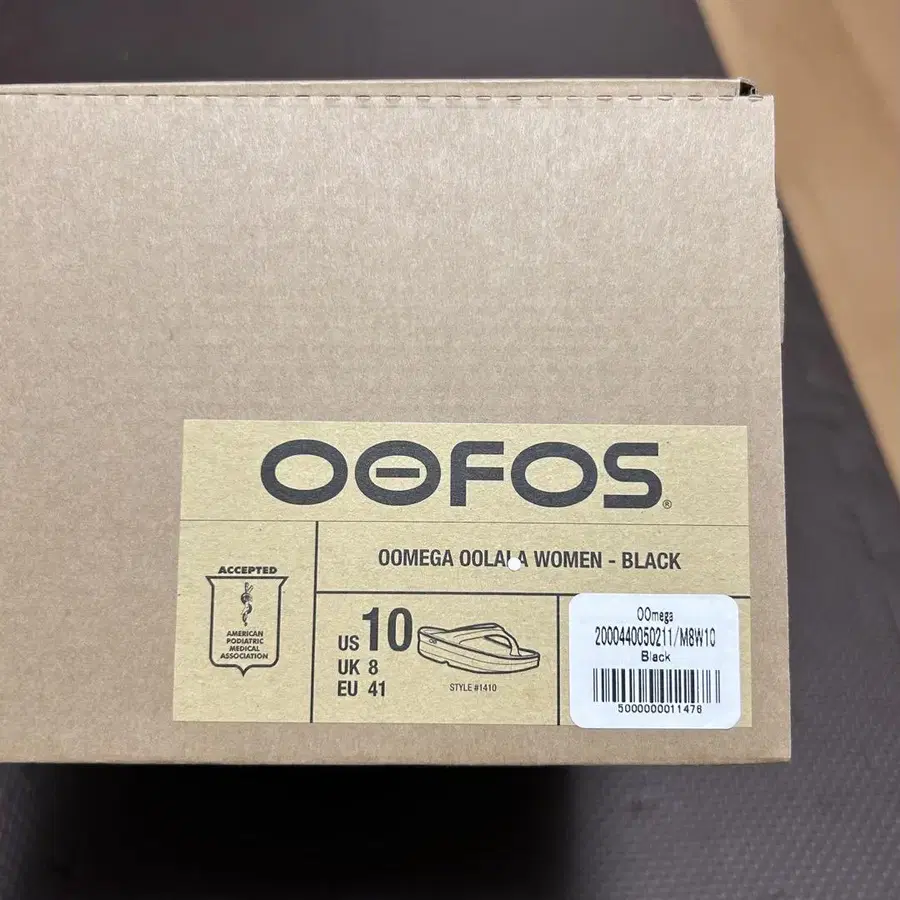 OOFOS®
OOMEGA OOLALA WOMEN - BLACK
ACCEPTED
AMERICAN
PODIATRIC
MEDICAL
ASSOCIATION
US 10
UK 8
EU 41
STYLE #1410
OOmega
2000440050211/M8W10
Black
5000000011476